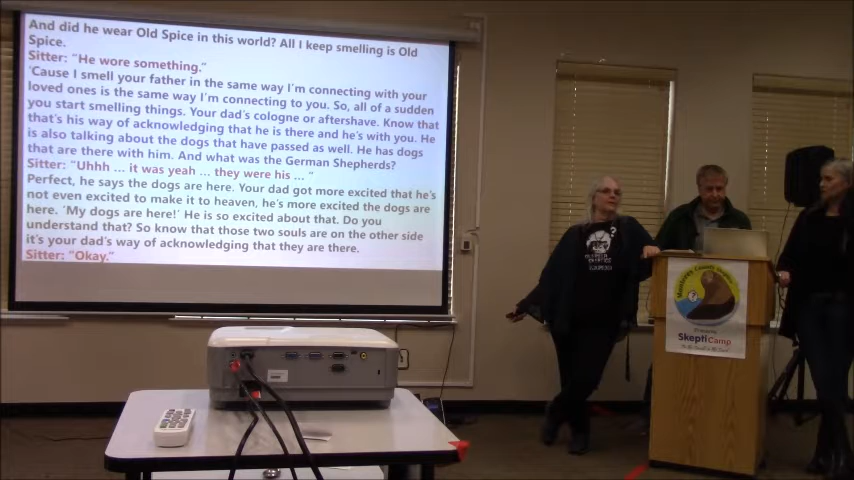 And did he wear Old Spice in this world? All I keep smelling is Old
Spice.
Sitter: "He wore something."
'Cause I smell your father in the same way I'm connecting with your
loved ones is the same way I'm connecting to you. So, all of a sudden
you start smelling things. Your dad's cologne or aftershave. Know that
that's his way of acknowledging that he is there and he's with you. He
is also talking about the dogs that have passed as well. He has dogs
that are there with him. And what was the German Shepherds?
Sitter: "Uhhh ... it was yeah ... they were his ... "
Perfect, he says the dogs are here. Your dad got more excited that he's
not even excited to make it to heaven, he's more excited the dogs are
here. 'My dogs are here!' He is so excited about that. Do you
understand that? So know that those two souls are on the other side
it's your dad's way of acknowledging that they are there.
Sitter: "Okay."
?
Monterey County
SkeptiCamp